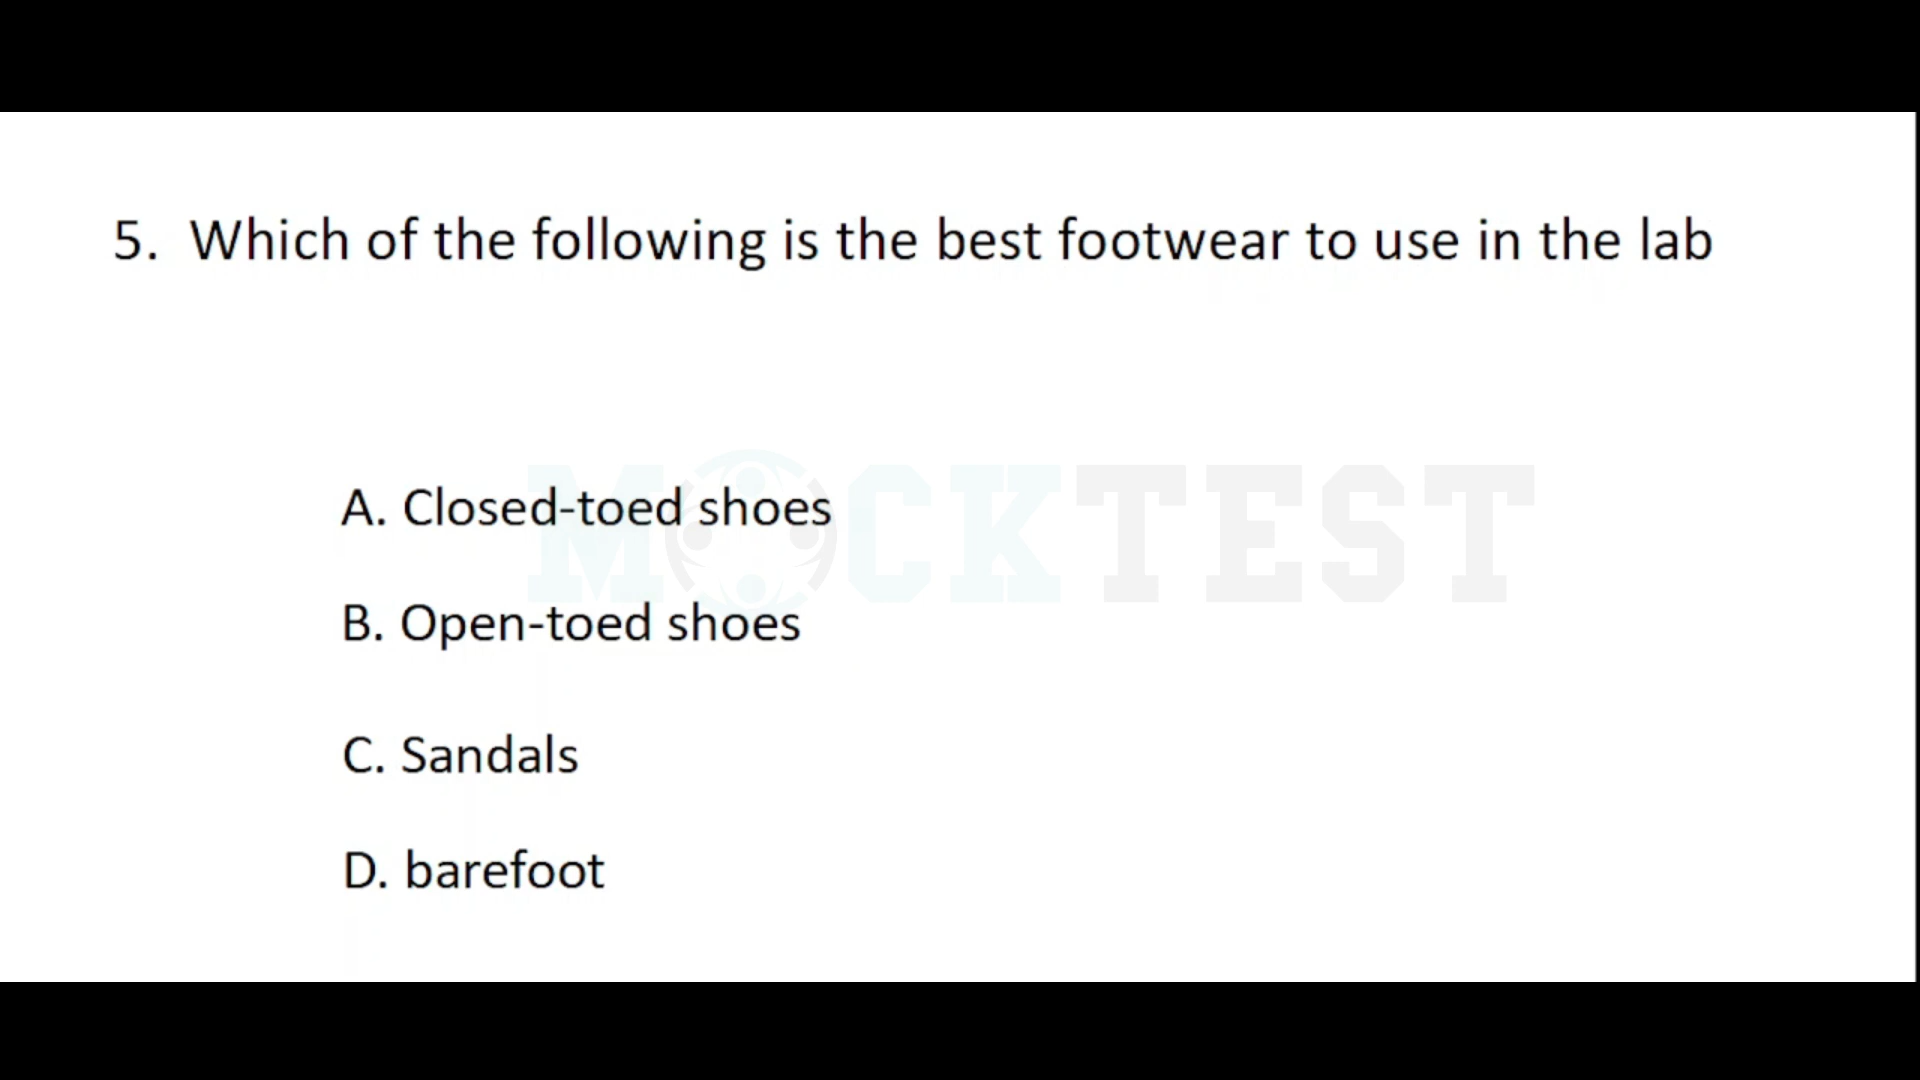 5. Which of the following is the best footwear to use in the lab
MOCKTEST
A. Closed-toed shoes
B. Open-toed shoes
C. Sandals
D. barefoot